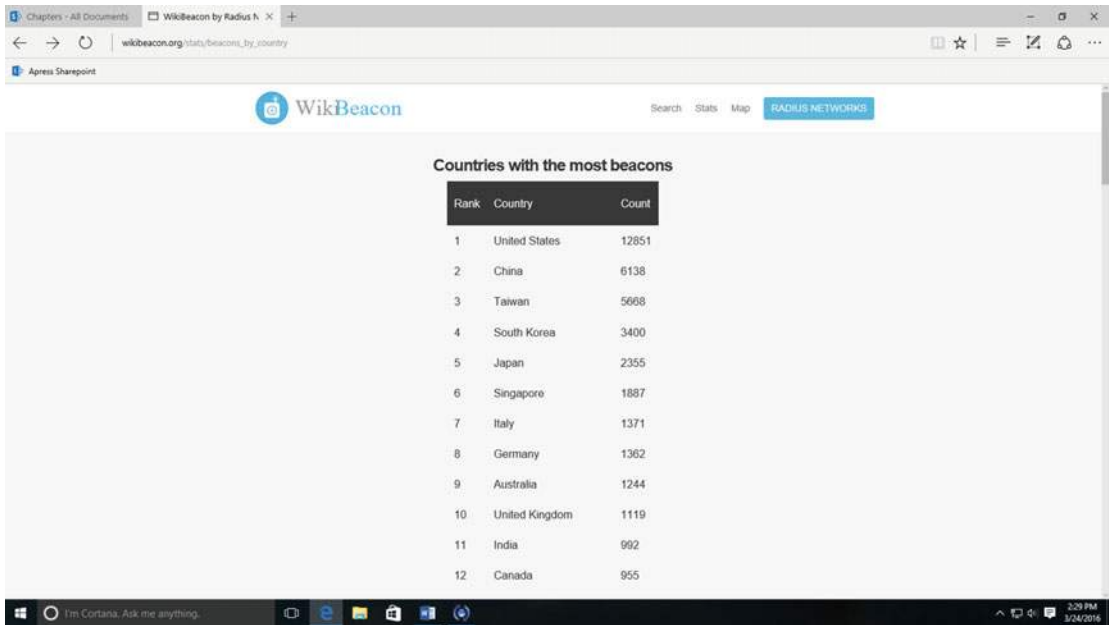 Chapters - All Documents
WikiBeacon by Radius N
wikibeacon.org/stats/beacons_by_country
Apress Sharepoint
WikiBeacon
Search Stats Map RADIUS NETWORKS
Countries with the most beacons
Rank Country Count
1 United States 12851
2 China 6138
3 Taiwan 5668
4 South Korea 3400
5 Japan 2355
6 Singapore 1887
7 Italy 1371
8 Germany 1362
9 Australia 1244
10 United Kingdom 1119
11 India 992
12 Canada 955
I'm Cortana. Ask me anything.
2:29 PM
3/24/2016